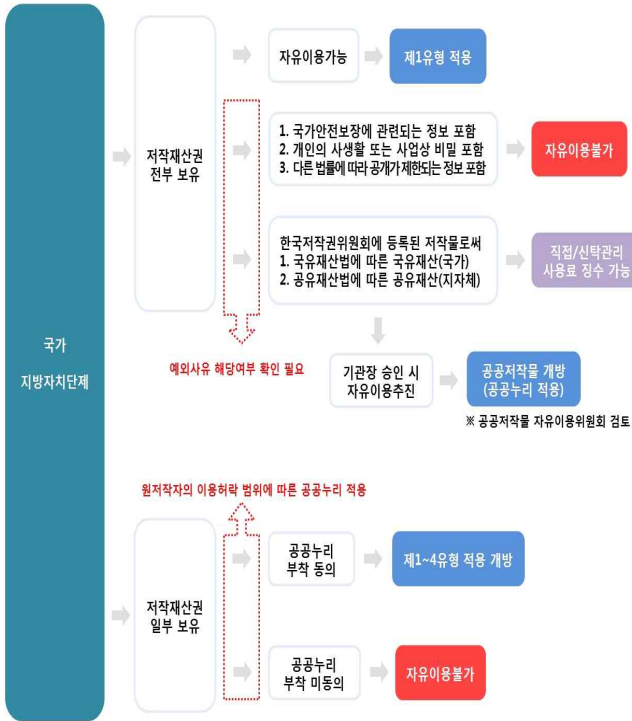 국가
지방자치단제
저작재산권
전부 보유
자유이용가능
제1유형 적용
1. 국가안전보장에 관련되는 정보 포함
2. 개인의 사생활 또는 사업상 비밀 포함
3. 다른 법률에 따라 공개가 제한되는 정보 포함
자유이용불가
한국저작권위원회에 등록된 저작물로써
1. 국유재산법에 따른 국유재산(국가)
2. 공유재산법에 따른 공유재산(지자체)
직접/신탁관리
사용료 징수 가능
예외사유 해당여부 확인 필요
기관장 승인 시
자유이용추진
공공저작물 개방
(공공누리 적용)
※ 공공저작물 자유이용위원회 검토
원저작자의 이용허락 범위에 따른 공공누리 적용
저작재산권
일부 보유
공공누리
부착 동의
제1~4유형 적용 개방
공공누리
부착 미동의
자유이용불가